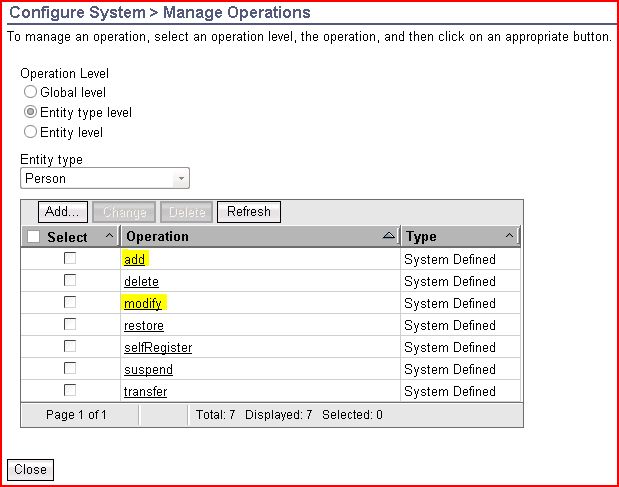 Configure System > Manage Operations
To manage an operation, select an operation level, the operation, and then click on an appropriate button.
Operation Level
Global level
Entity type level
Entity level
Entity type
Person
Add... Change Delete Refresh
Select ^ Operation Type ^
add System Defined
delete System Defined
modify System Defined
restore System Defined
selfRegister System Defined
suspend System Defined
transfer System Defined
Page 1 of 1 Total: 7 Displayed: 7 Selected: 0
Close